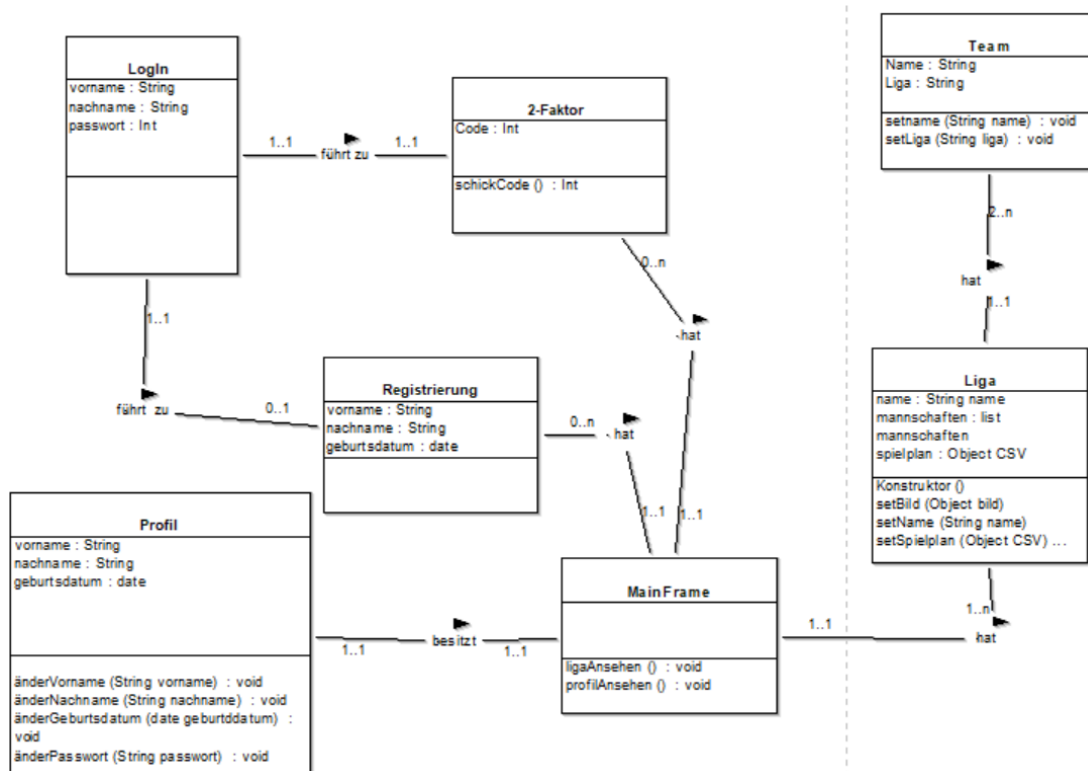 LogIn
vorname : String
nachname : String
passwort : Int
1..1
führt zu
1..1
2-Faktor
Code : Int
schickCode () : Int
Team
Name : String
Liga : String
setname (String name) : void
setLiga (String liga) : void
2..n
hat
1..1
0..n
hat
1..1
1..1
führt zu
0..1
Registrierung
vorname : String
nachname : String
geburtsdatum : date
0..n
hat
1..1
Liga
name : String name
mannschaften : list
mannschaften
spielplan : Object CSV
Konstruktor ()
setBild (Object bild)
setName (String name)
setSpielplan (Object CSV) ...
Profil
vorname : String
nachname : String
geburtsdatum : date
änderVorname (String vorname) : void
änderNachname (String nachname) : void
änderGeburtsdatum (date geburtddatum) :
void
änderPasswort (String passwort) : void
1..1
besitzt
1..1
MainFrame
ligaAnsehen () : void
profilAnsehen () : void
1..1
hat
1..n